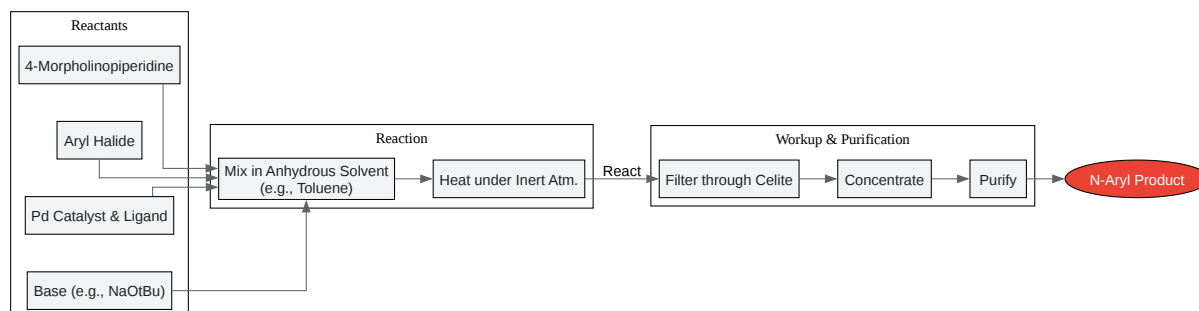 Reactants
4-Morpholinopiperidine
Aryl Halide
Pd Catalyst & Ligand
Base (e.g., NaOtBu)
Reaction
Mix in Anhydrous Solvent
(e.g., Toluene)
Heat under Inert Atm.
React
Workup & Purification
Filter through Celite
Concentrate
Purify
N-Aryl Product